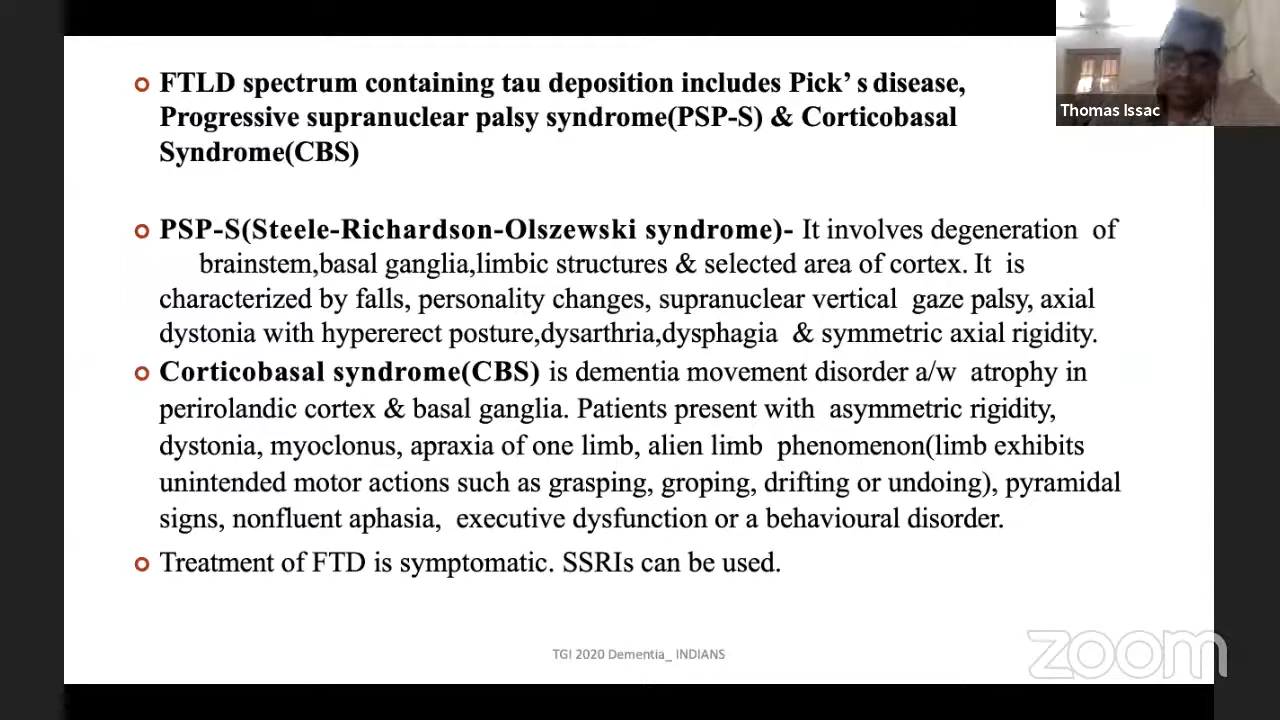 FTLD spectrum containing tau deposition includes Pick’ s disease,
Progressive supranuclear palsy syndrome(PSP-S) & Corticobasal
Syndrome(CBS)
Thomas Issac
PSP-S(Steele-Richardson-Olszewski syndrome)- It involves degeneration of
brainstem,basal ganglia,limbic structures & selected area of cortex. It is
characterized by falls, personality changes, supranuclear vertical gaze palsy, axial
dystonia with hypererect posture,dysarthria,dysphagia & symmetric axial rigidity.
Corticobasal syndrome(CBS) is dementia movement disorder a/w atrophy in
perirolandic cortex & basal ganglia. Patients present with asymmetric rigidity,
dystonia, myoclonus, apraxia of one limb, alien limb phenomenon(limb exhibits
unintended motor actions such as grasping, groping, drifting or undoing), pyramidal
signs, nonfluent aphasia, executive dysfunction or a behavioural disorder.
Treatment of FTD is symptomatic. SSRIs can be used.
TGI 2020 Dementia_ INDIANS
zoom